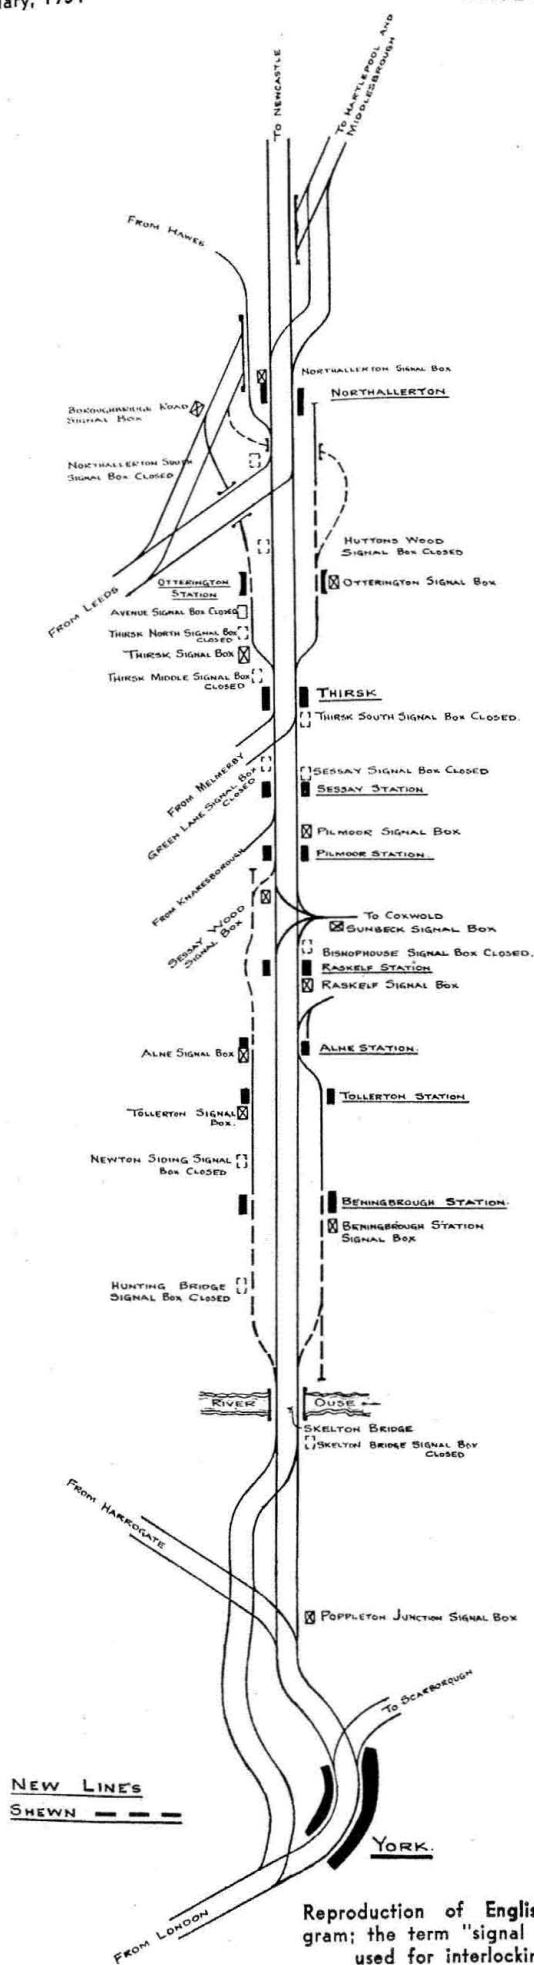 TO NEWCASTLE
TO HARTLEPOOL AND
MIDDLESBROUGH
FROM HAWES
NORTHALLERTON SIGNAL BOX
NORTHALLERTON
BOROUGHBRIDGE ROAD
SIGNAL BOX
NORTHALLERTON SOUTH
SIGNAL BOX CLOSED
HUTTONS WOOD
SIGNAL BOX CLOSED
FROM LEEDS
OTTERINGTON
STATION
OTTERINGTON SIGNAL BOX
AVENUE SIGNAL BOX CLOSED
THIRSK NORTH SIGNAL BOX
CLOSED
THIRSK SIGNAL BOX
THIRSK MIDDLE SIGNAL BOX
CLOSED
THIRSK
THIRSK SOUTH SIGNAL BOX CLOSED.
FROM MELMERBY
GREEN LANE SIGNAL BOX
CLOSED
SESSAY SIGNAL BOX CLOSED
SESSAY STATION
PILMOOR SIGNAL BOX
PILMOOR STATION.
FROM KNARESBOROUGH
SESSAY WOOD
SIGNAL BOX
TO COXWOLD
SUNBECK SIGNAL BOX
BISHOPHOUSE SIGNAL BOX CLOSED.
RASKELF STATION
RASKELF SIGNAL BOX
ALNE SIGNAL BOX
ALNE STATION.
TOLLERTON STATION
TOLLERTON SIGNAL
BOX.
NEWTON SIDING SIGNAL
BOX CLOSED
BENINGBROUGH STATION.
BENINGBROUGH STATION
SIGNAL BOX
HUNTING BRIDGE
SIGNAL BOX CLOSED
RIVER OUSE
SKELTON BRIDGE
SKELTON BRIDGE SIGNAL BOX
CLOSED
FROM HARROGATE
POPPLETON JUNCTION SIGNAL BOX
TO SCARBOROUGH
NEW LINES
SHEWN
YORK.
FROM LONDON
Reproduction of
gram; the term "signal
used for